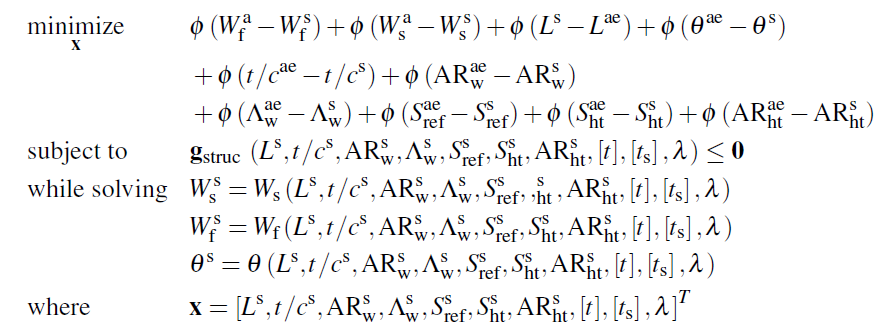 minimize x ϕ (W_f^a − W_f^s) + ϕ (W_s^a − W_s^s) + ϕ (L^s − L^ae) + ϕ (θ^ae − θ^s)
+ ϕ (t/c^ae − t/c^s) + ϕ (AR_w^ae − AR_w^s)
+ ϕ (Λ_w^ae − Λ_w^s) + ϕ (S_ref^ae − S_ref^s) + ϕ (S_ht^ae − S_ht^s) + ϕ (AR_ht^ae − AR_ht^s)
subject to g_struc (L^s, t/c^s, AR_w^s, Λ_w^s, S_ref^s, S_ht^s, AR_ht^s, [t], [t_s], λ) ≤ 0
while solving W_s^s = W_s (L^s, t/c^s, AR_w^s, Λ_w^s, S_ref^s, ,_ht^s, AR_ht^s, [t], [t_s], λ)
W_f^s = W_f (L^s, t/c^s, AR_w^s, Λ_w^s, S_ref^s, S_ht^s, AR_ht^s, [t], [t_s], λ)
θ^s = θ (L^s, t/c^s, AR_w^s, Λ_w^s, S_ref^s, S_ht^s, AR_ht^s, [t], [t_s], λ)
where x = [L^s, t/c^s, AR_w^s, Λ_w^s, S_ref^s, S_ht^s, AR_ht^s, [t], [t_s], λ]^T